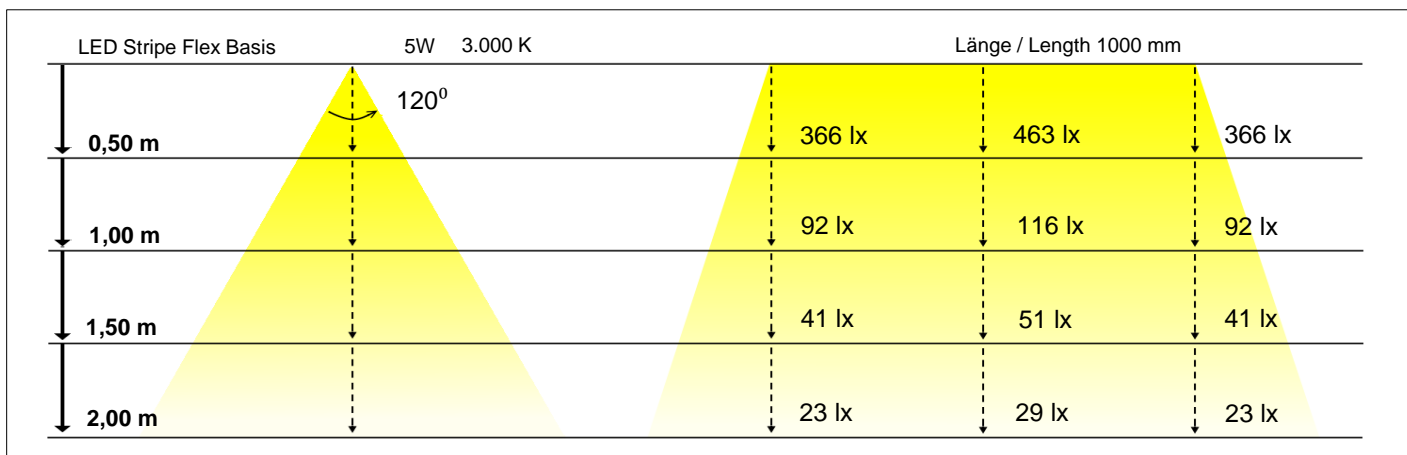 LED Stripe Flex Basis 5W 3.000 K Länge / Length 1000 mm
120⁰
0,50 m 366 lx 463 lx 366 lx
1,00 m 92 lx 116 lx 92 lx
1,50 m 41 lx 51 lx 41 lx
2,00 m 23 lx 29 lx 23 lx